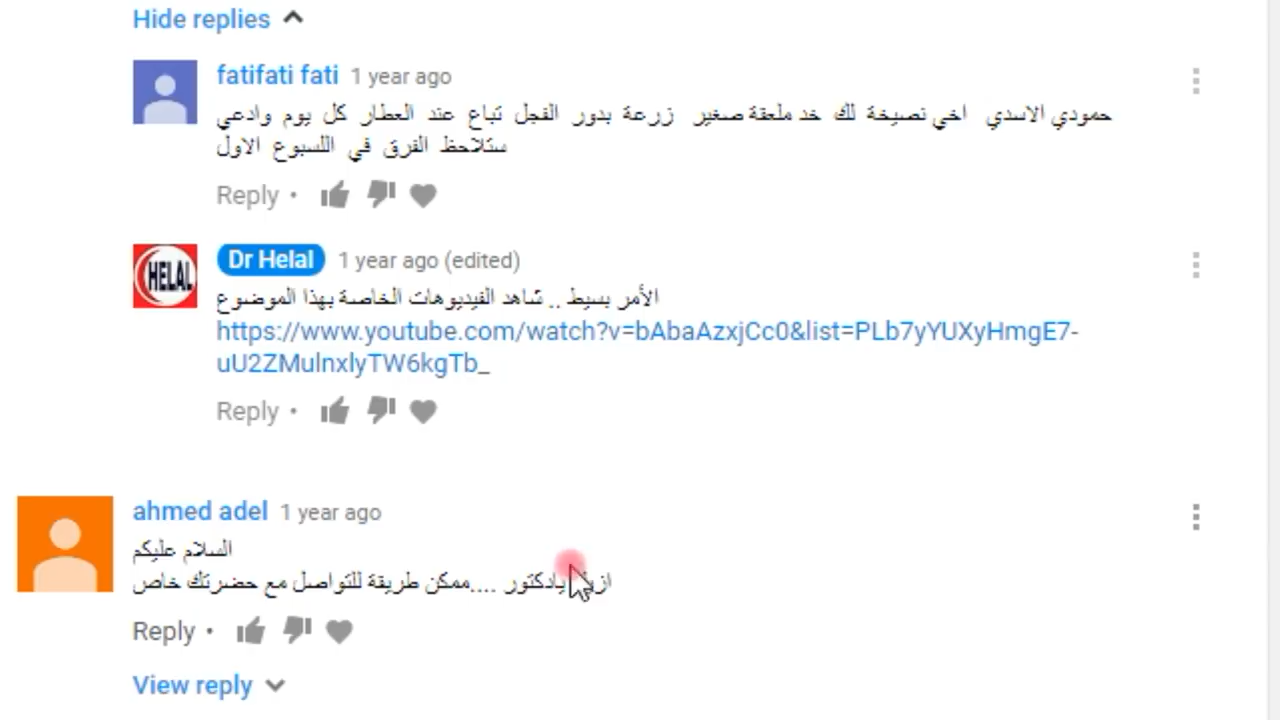 Hide replies
fatifati fati 1 year ago
حمودي الاسدي اخي نصيخة لك خد ملعقة صغير زرعة بدور الفجل تباع عند العطار كل يوم وادعي
ستلاحظ الفرق في اللسبوع الاول
Reply •
HELAL
Dr Helal 1 year ago (edited)
الأمر بسيط .. شاهد الفيديوهات الخاصة بهذا الموضوع
https://www.youtube.com/watch?v=bAbaAzxjCc0&list=PLb7yYUXyHmgE7-
uU2ZMulnxlyTW6kgTb_
Reply •
ahmed adel 1 year ago
السلام عليكم
يادكتور ....ممكن طريقة للتواصل مع حضرتك خاص
Reply •
View reply